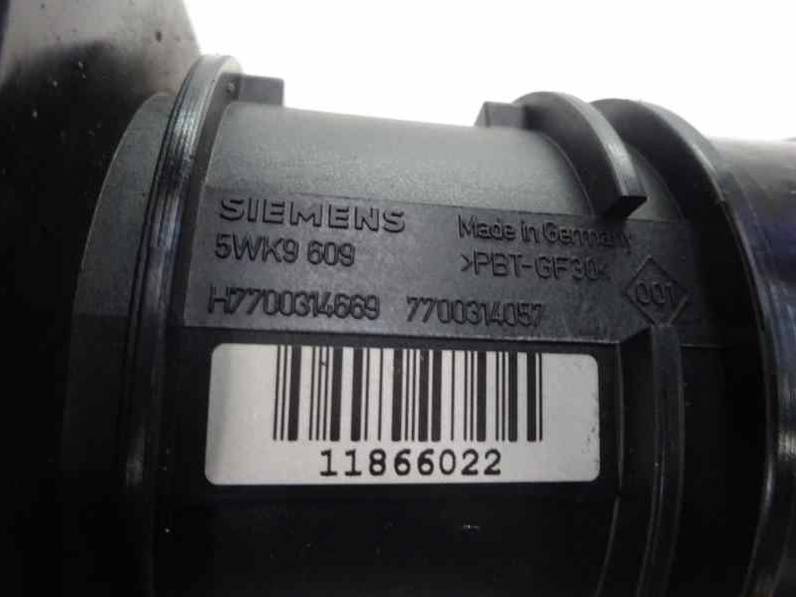 SIEMENS Made in Germany
5WK9 609 >PBT-GF30<
H7700314669 7700314057 001
11866022